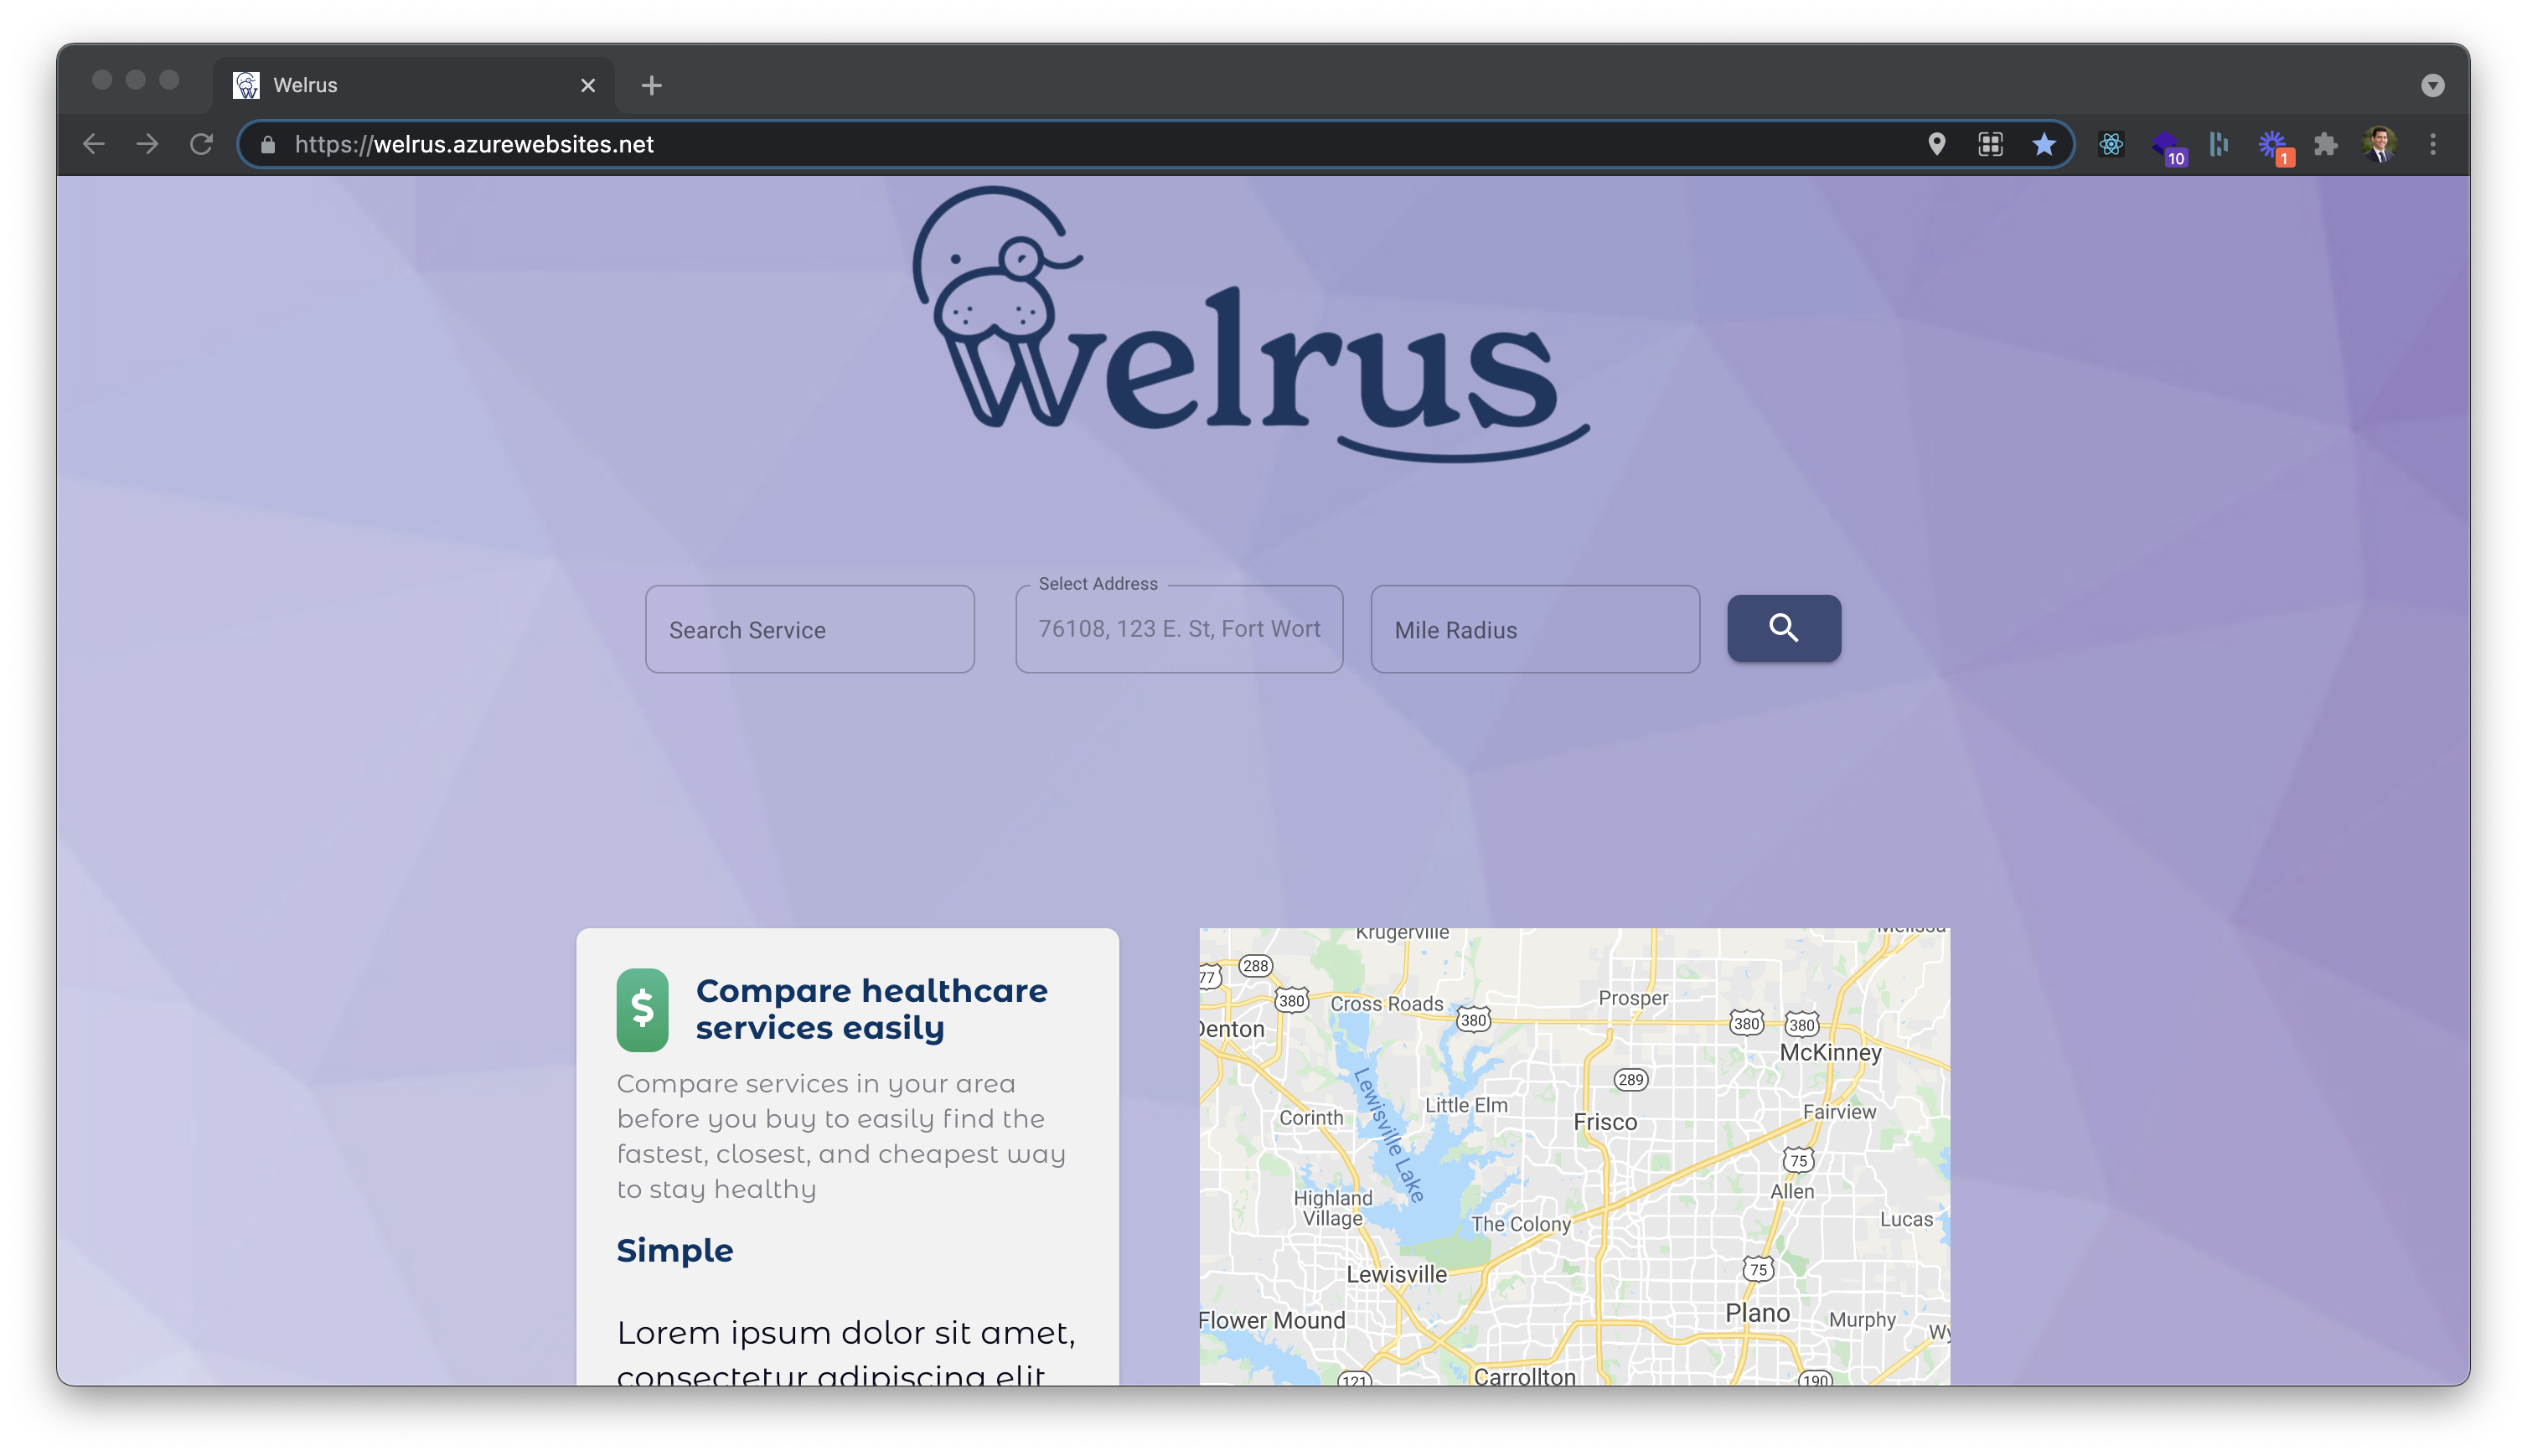 Welrus
https://welrus.azurewebsites.net
10
1
Welrus
Search Service
Select Address
76108, 123 E. St, Fort Wort
Mile Radius
$
Compare healthcare
services easily
Compare services in your area
before you buy to easily find the
fastest, closest, and cheapest way
to stay healthy
Simple
Lorem ipsum dolor sit amet,
consectetur adipiscing elit
Krugerville
Melissa
77
288
380
Cross Roads
380
Prosper
380
380
Denton
McKinney
289
Lewisville Lake
Little Elm
Corinth
Frisco
Fairview
75
Allen
Highland
Village
The Colony
Lucas
Lewisville
75
Flower Mound
Plano
Murphy
Wy
121
Carrollton
190